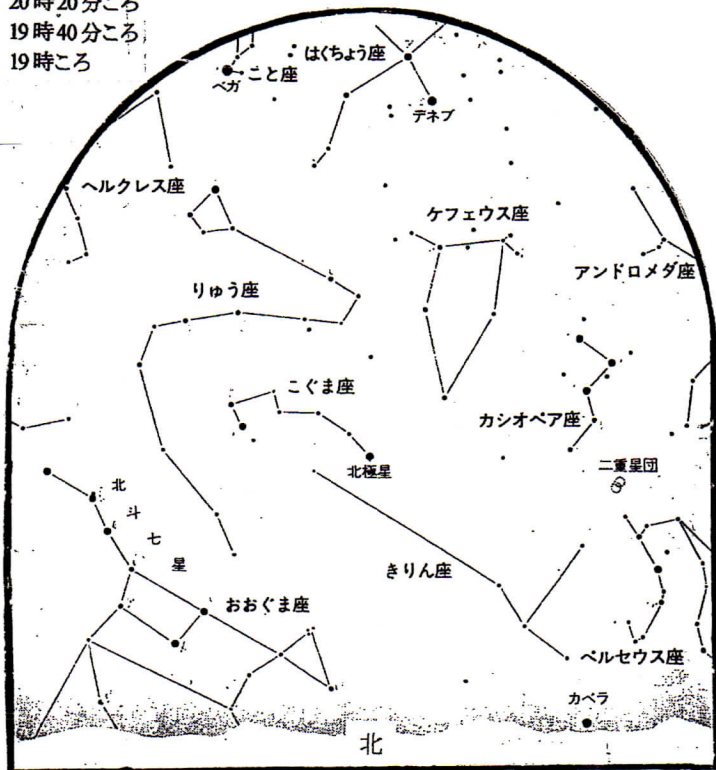 20時20分ころ
19時40分ころ
19時ころ
はくちょう座
こと座
ベガ
デネブ
ヘルクレス座
ケフェウス座
アンドロメダ座
りゅう座
こぐま座
カシオペア座
北極星
二重星団
北斗七星
きりん座
おおぐま座
ペルセウス座
カペラ
北